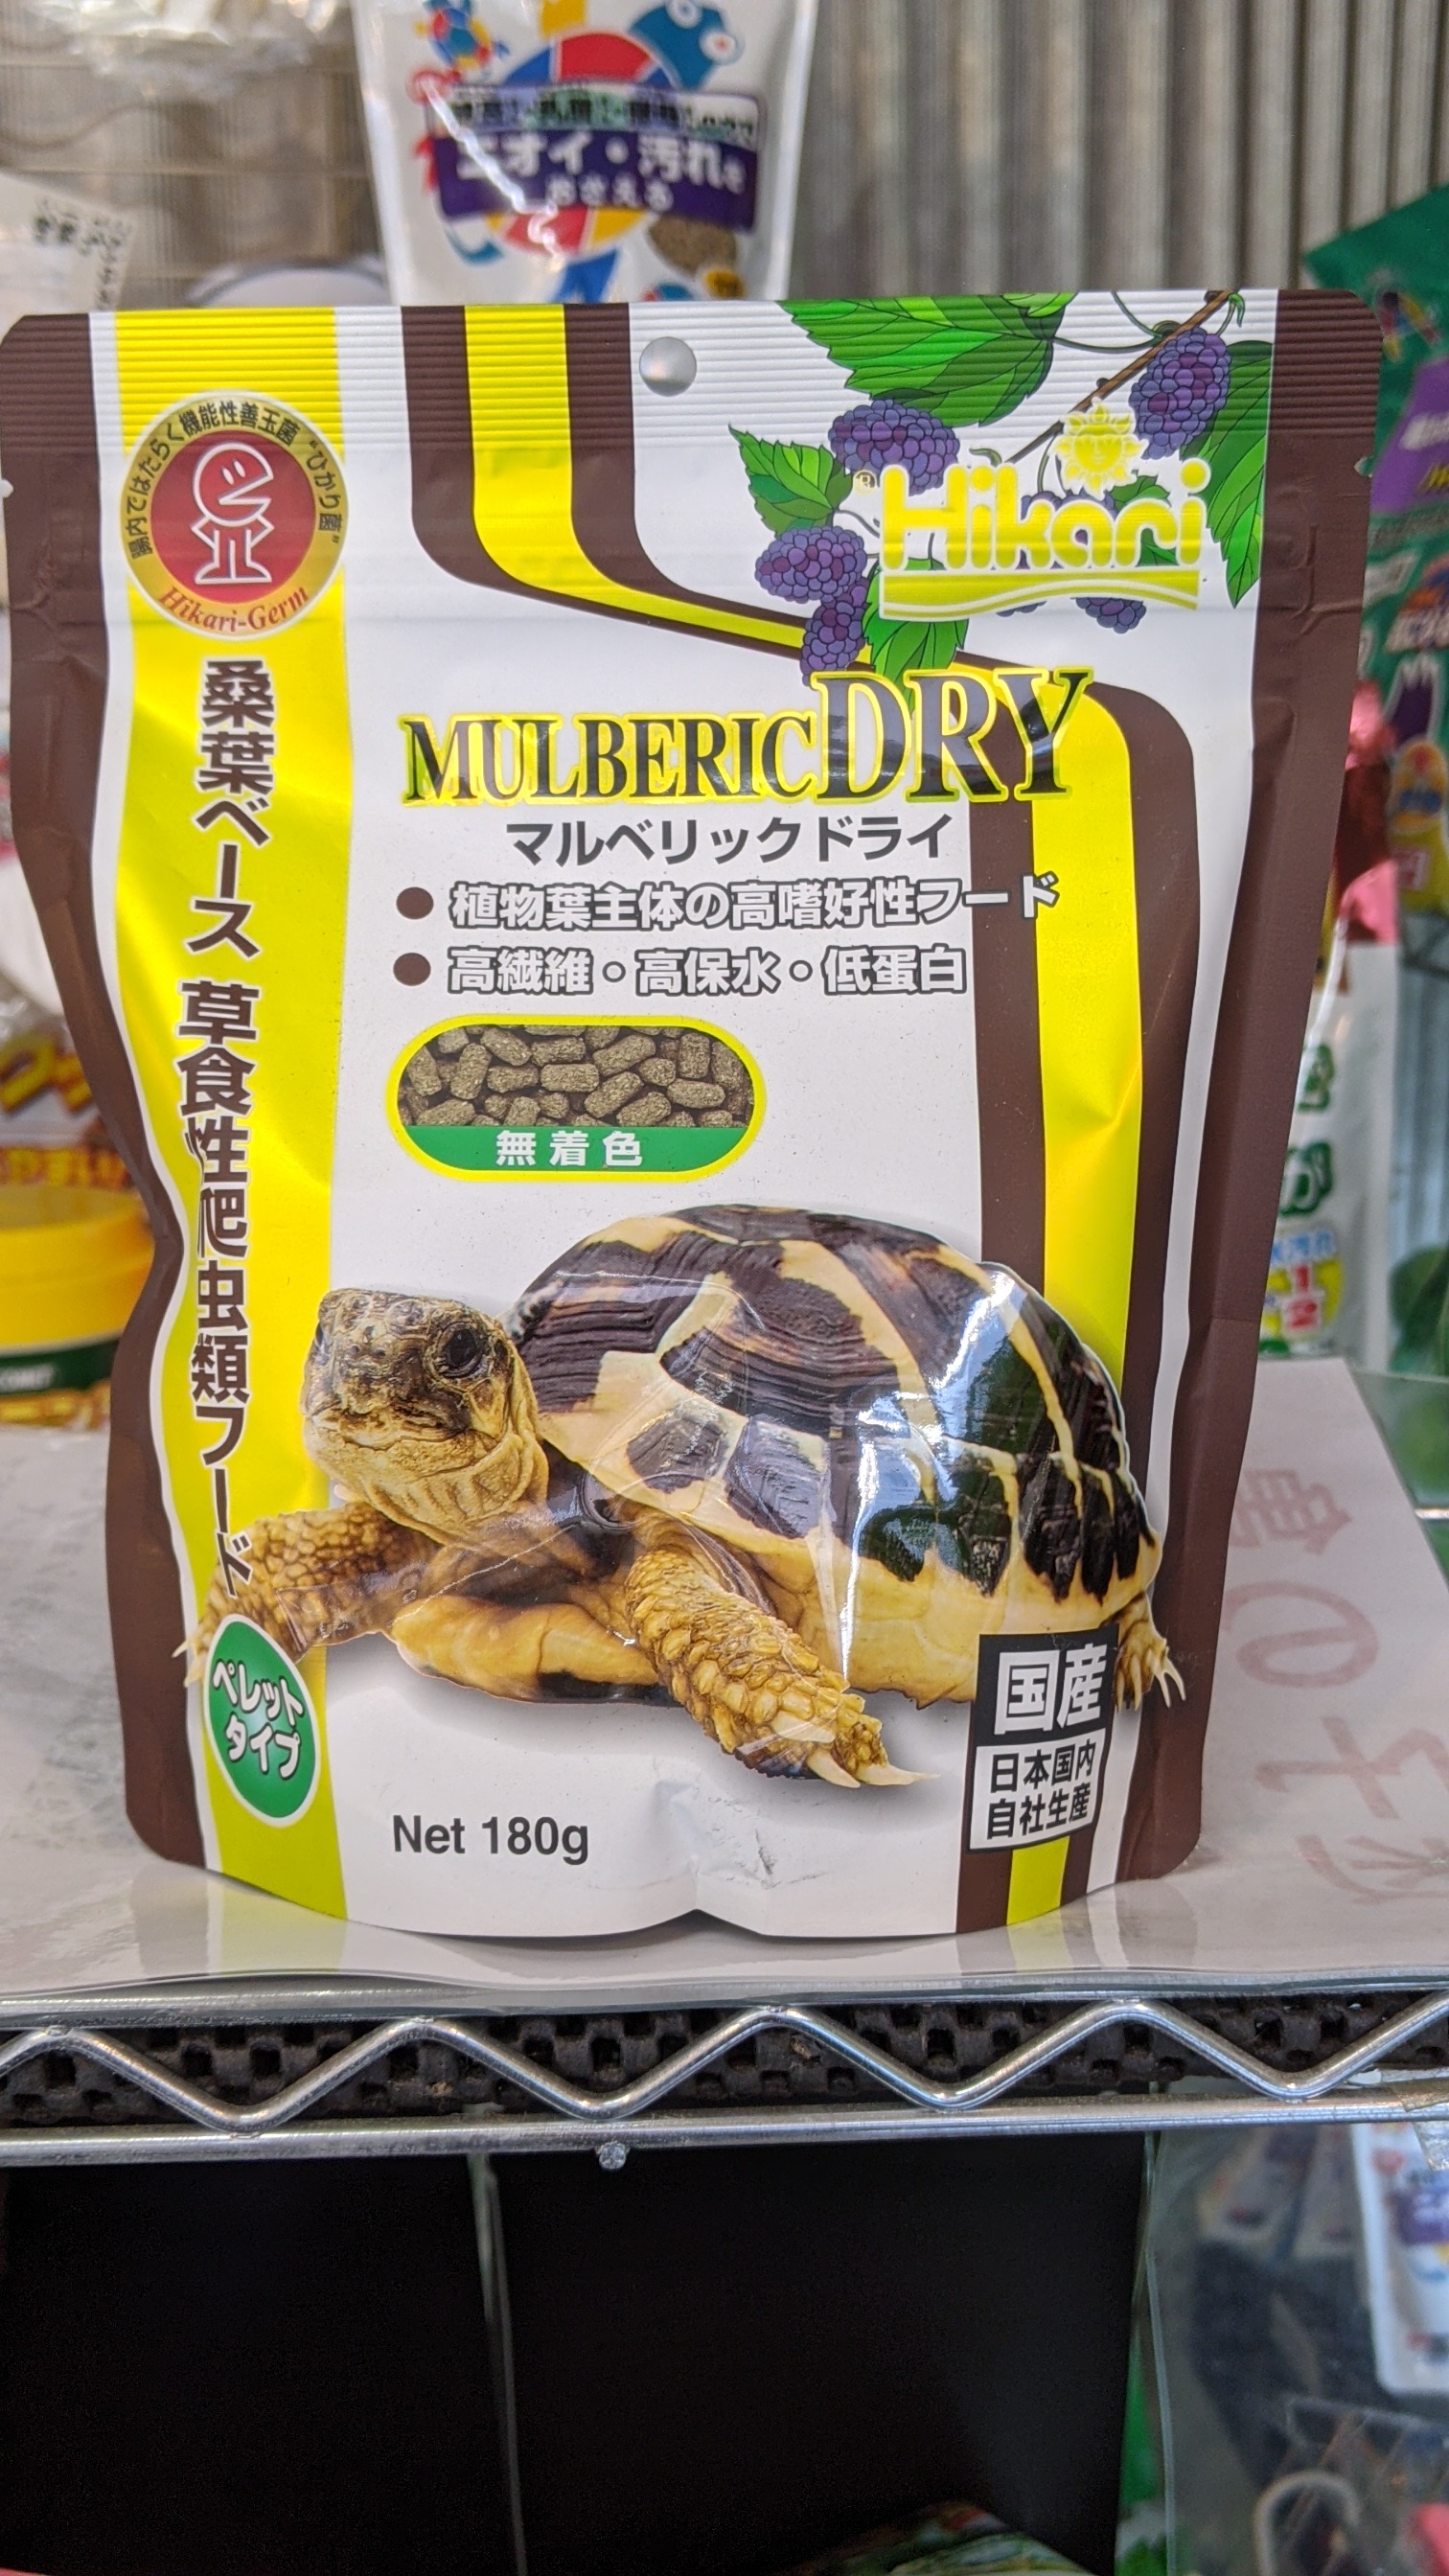 ニオイ・汚れを
おさえる
腸内ではたらく機能性善玉菌"ひかり菌"
Hikari-Germ
Hikari®
桑葉ベース 草食性爬虫類フード
MULBERIC DRY
マルベリックドライ
● 植物葉主体の高嗜好性フード
● 高繊維・高保水・低蛋白
無着色
ペレット
タイプ
国産
日本国内
自社生産
Net 180g